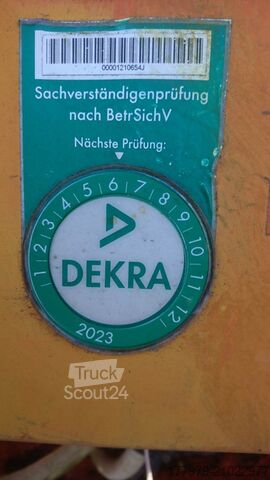 00001210654J
Sachverständigenprüfung
nach BetrSichV
Nächste Prüfung:
1 2 3 4 5 6 7 8 9 10 11 12
DEKRA
2023
Truck
Scout24